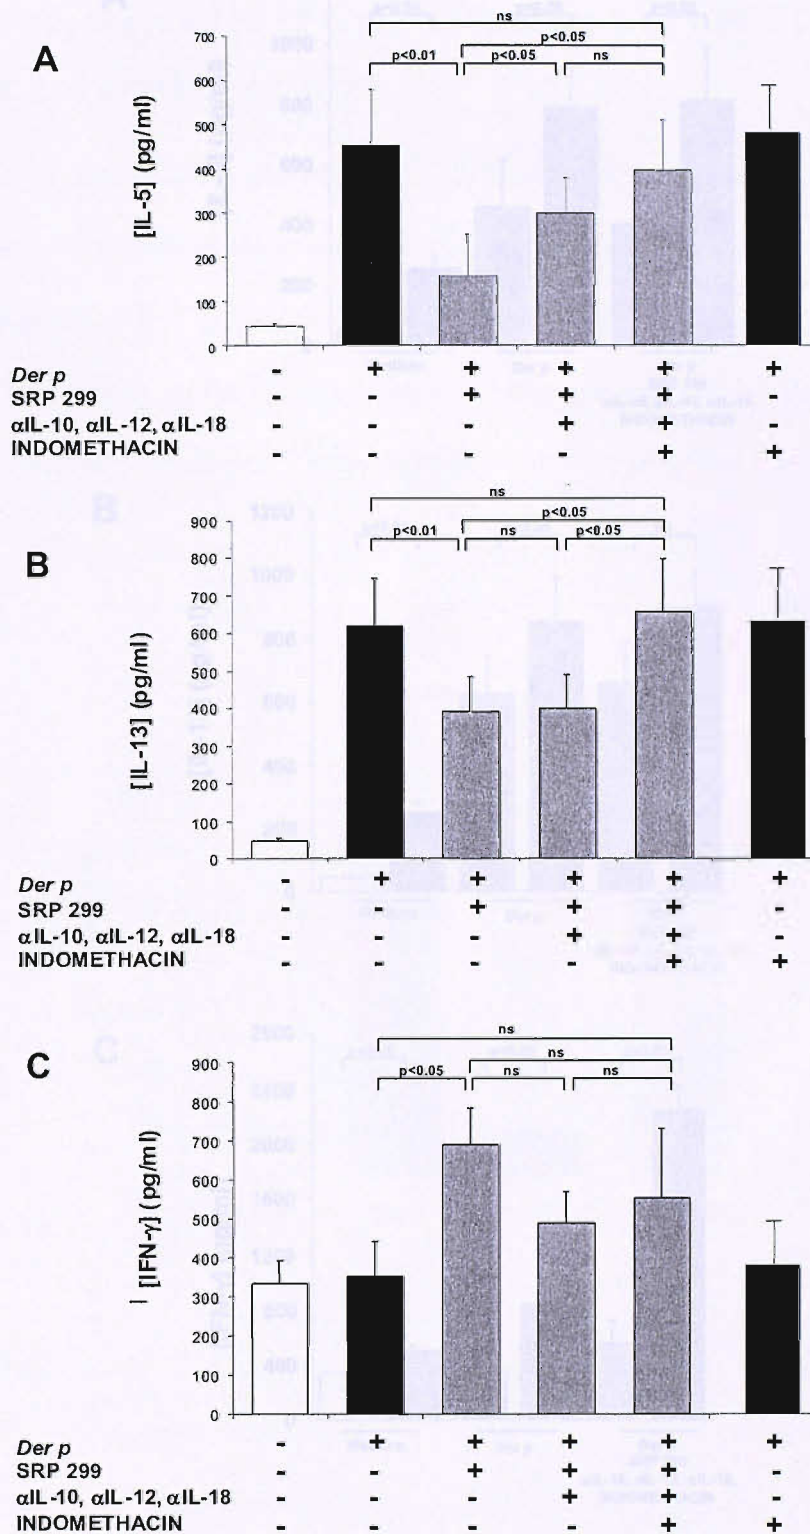 ns
p<0.05
p<0.01 p<0.05 ns
A
700
600
500
400
300
200
100
0
[IL-5] (pg/ml)
Der p - + + + + +
SRP 299 - - + + + -
αIL-10, αIL-12, αIL-18 - - - + + -
INDOMETHACIN - - - - + +
ns
p<0.05
p<0.01 ns p<0.05
B
900
800
700
600
500
400
300
200
100
0
[IL-13] (pg/ml)
Der p - + + + + +
SRP 299 - - + + + -
αIL-10, αIL-12, αIL-18 - - - + + -
INDOMETHACIN - - - - + +
ns
ns
p<0.05 ns ns
C
900
800
700
600
500
400
300
200
100
0
[IFN-γ] (pg/ml)
Der p - + + + + +
SRP 299 - - + + + -
αIL-10, αIL-12, αIL-18 - - - + + -
INDOMETHACIN - - - - + +